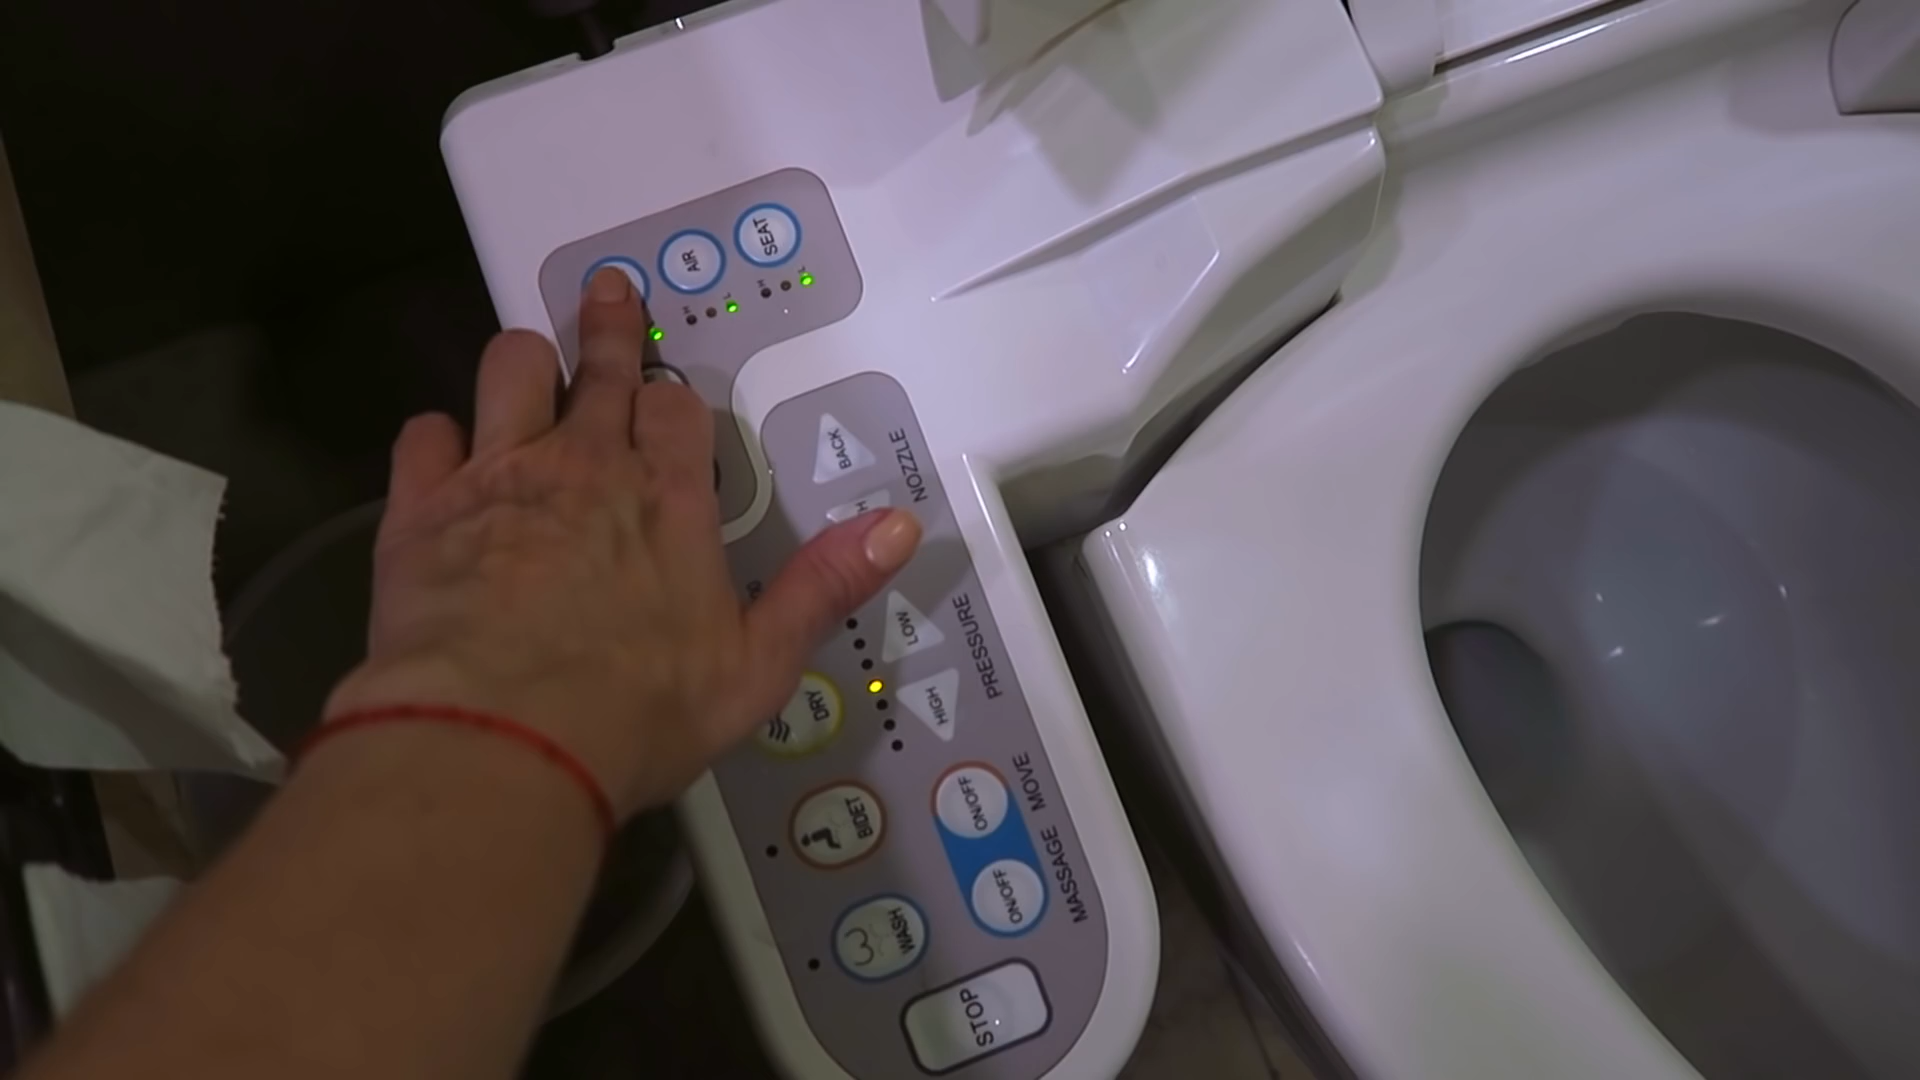 SEAT
AIR
L
H
L
H
BACK
NOZZLE
H
LOW
PRESSURE
HIGH
DRY
MOVE
ON/OFF
BIDET
MASSAGE
ON/OFF
WASH
STOP